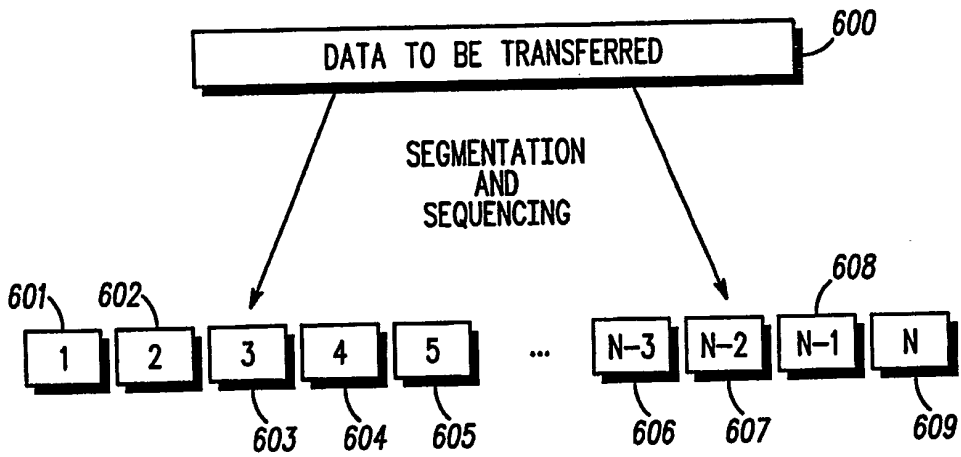 600
DATA TO BE TRANSFERRED
SEGMENTATION
AND
SEQUENCING
601 602 608
1 2 3 4 5 ... N-3 N-2 N-1 N
603 604 605 606 607 609